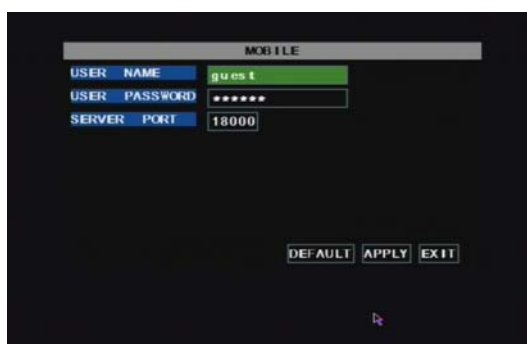 MOBILE
USER NAME guest
USER PASSWORD ******
SERVER PORT 18000
DEFAULT APPLY EXIT